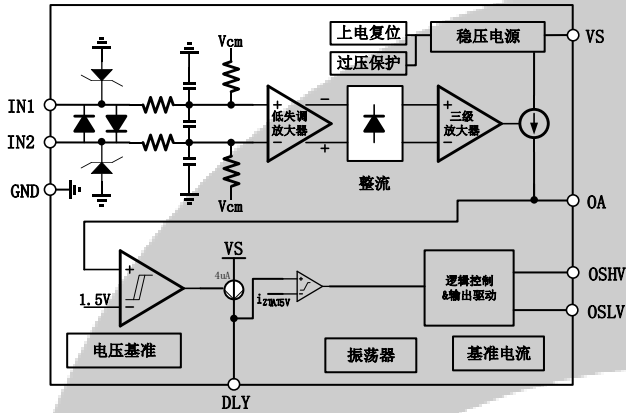 上电复位
稳压电源
VS
过压保护
Vcm
IN1
IN2
GND
低失调
放大器
整流
三级
放大器
Vcm
OA
VS
4uA
1.5V
逻辑控制
&输出驱动
OSHV
OSLV
电压基准
振荡器
基准电流
DLY